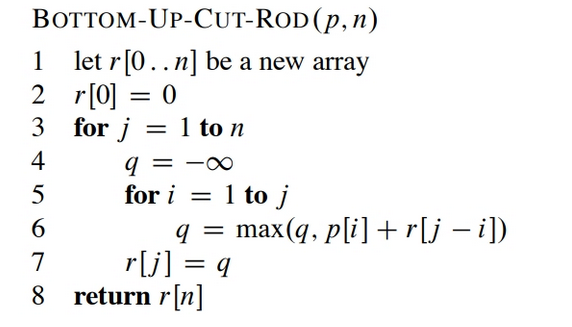 BOTTOM-UP-CUT-ROD(p, n)
1 let r[0..n] be a new array
2 r[0] = 0
3 for j = 1 to n
4 q = −∞
5 for i = 1 to j
6 q = max(q, p[i] + r[j − i])
7 r[j] = q
8 return r[n]